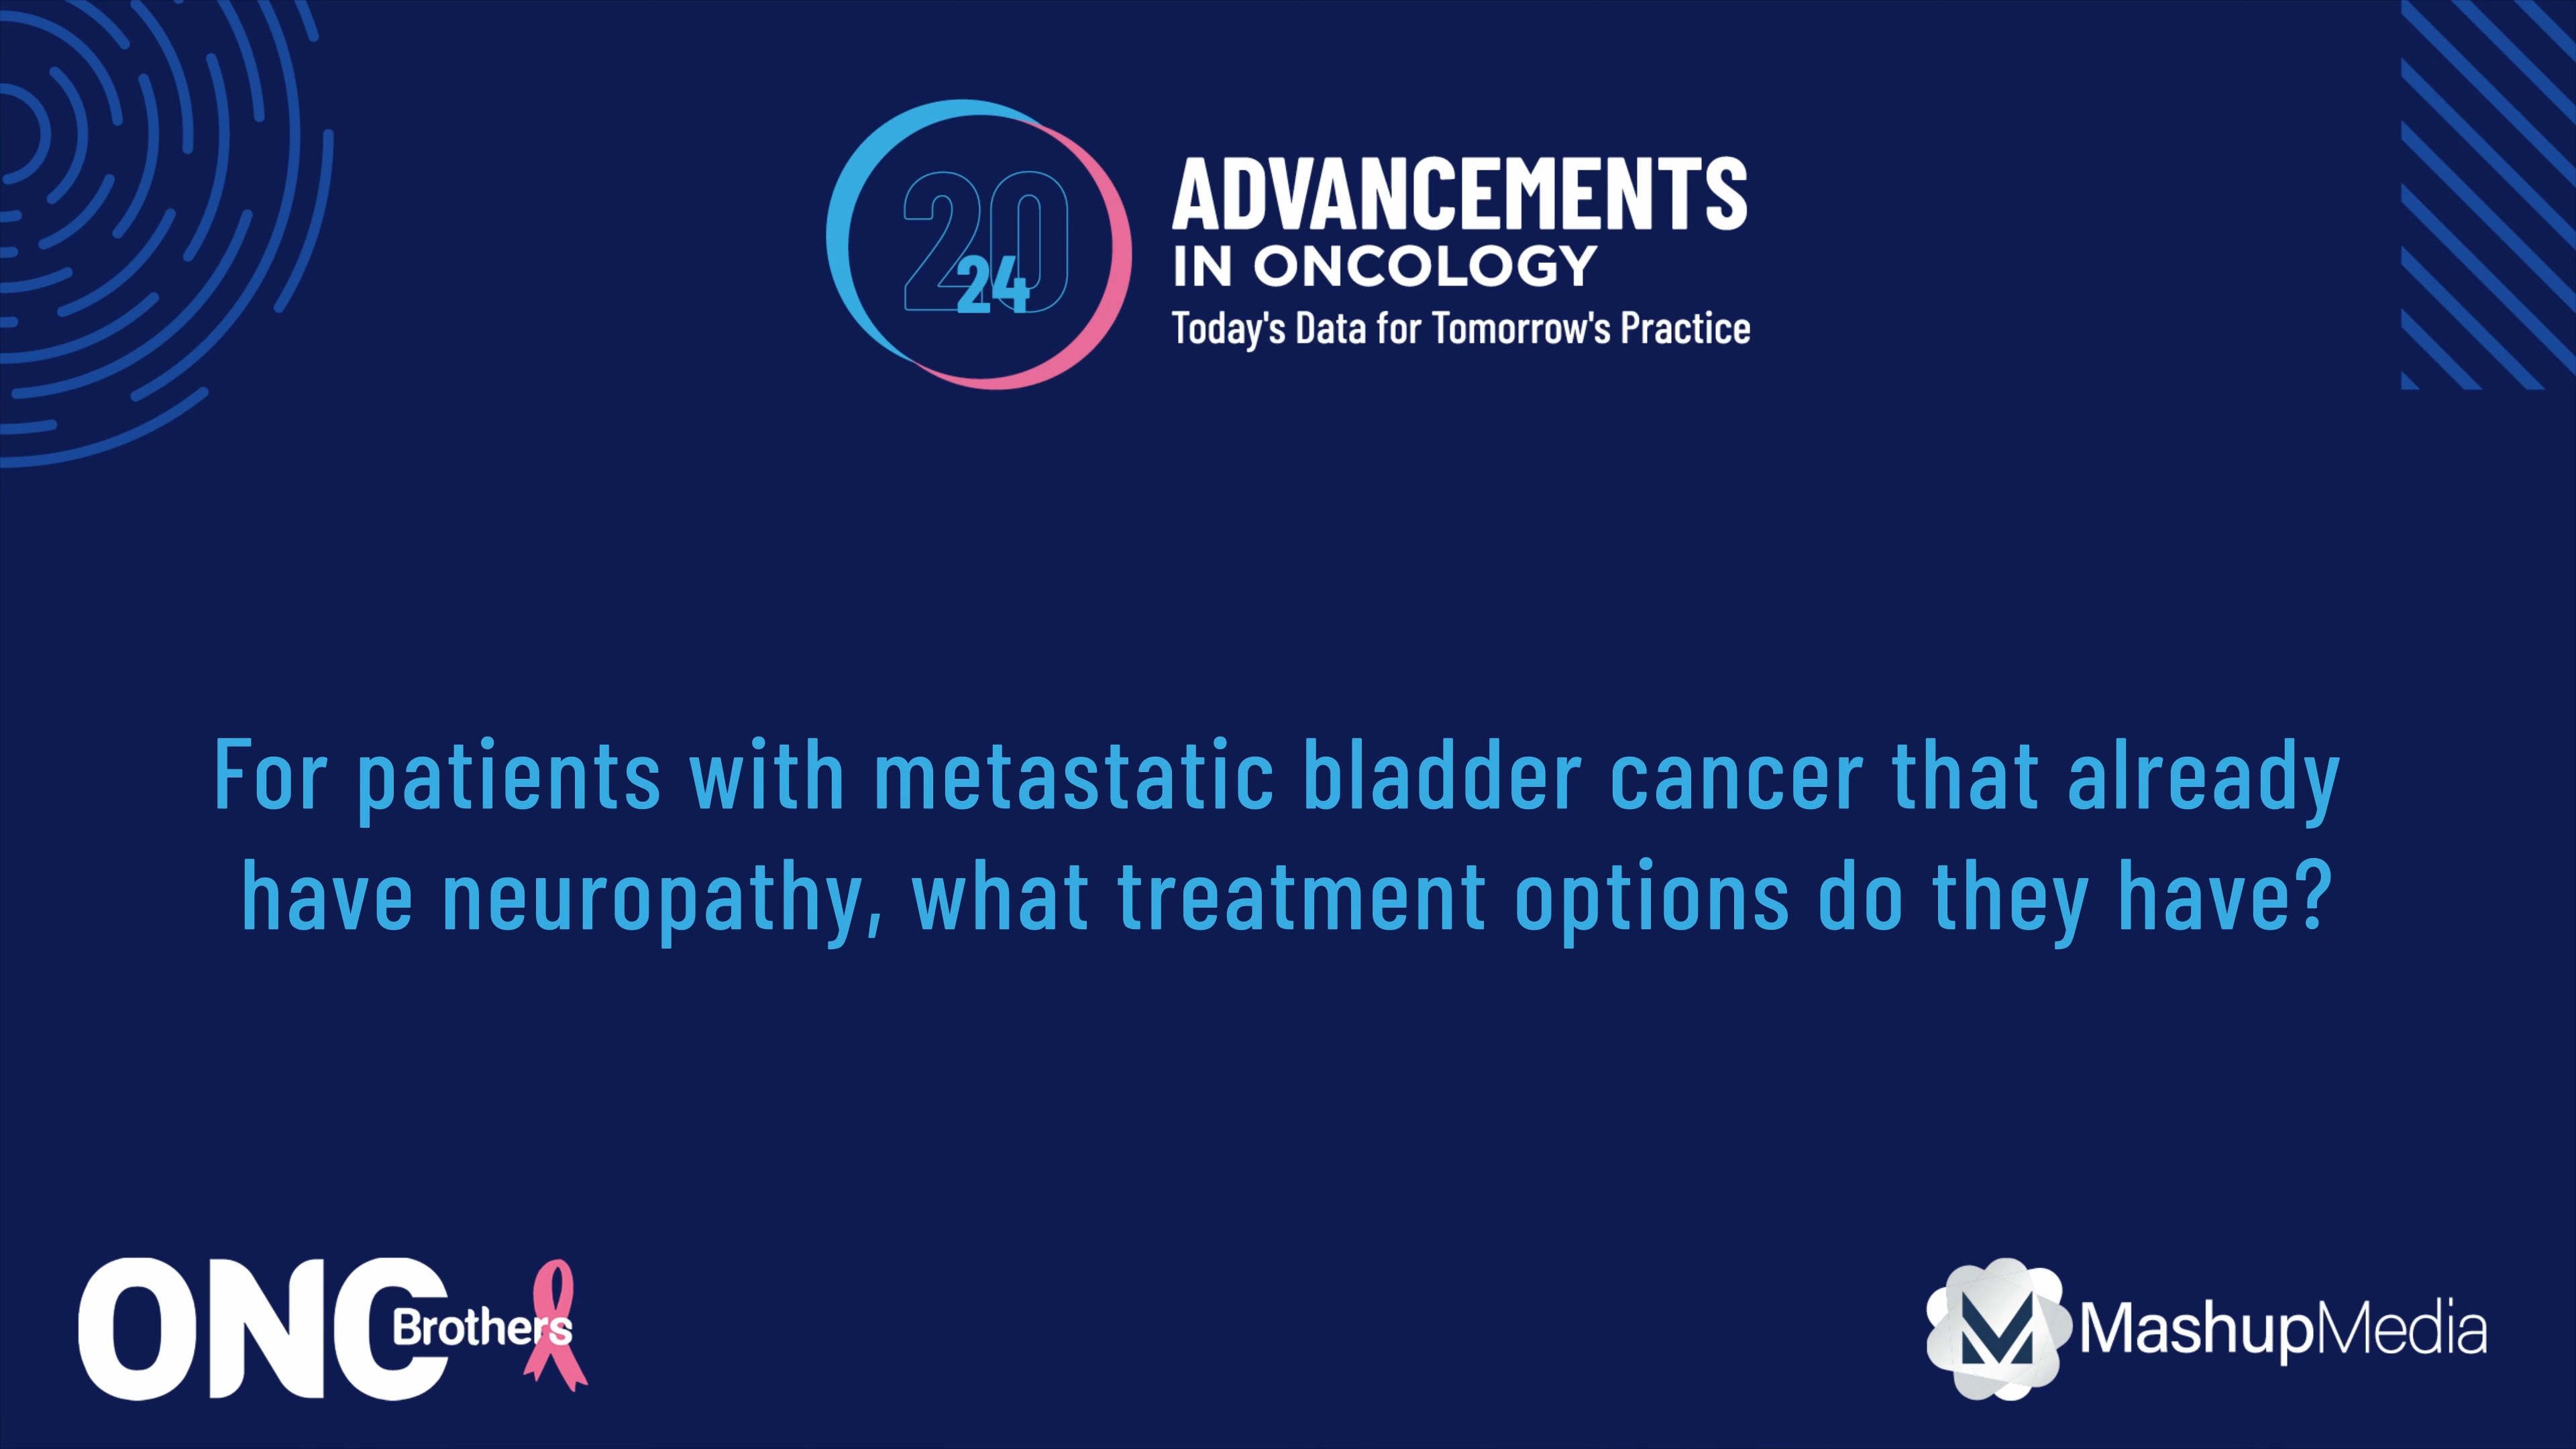 2024
ADVANCEMENTS
IN ONCOLOGY
Today's Data for Tomorrow's Practice
For patients with metastatic bladder cancer that already
have neuropathy, what treatment options do they have?
ONC Brothers
M MashupMedia